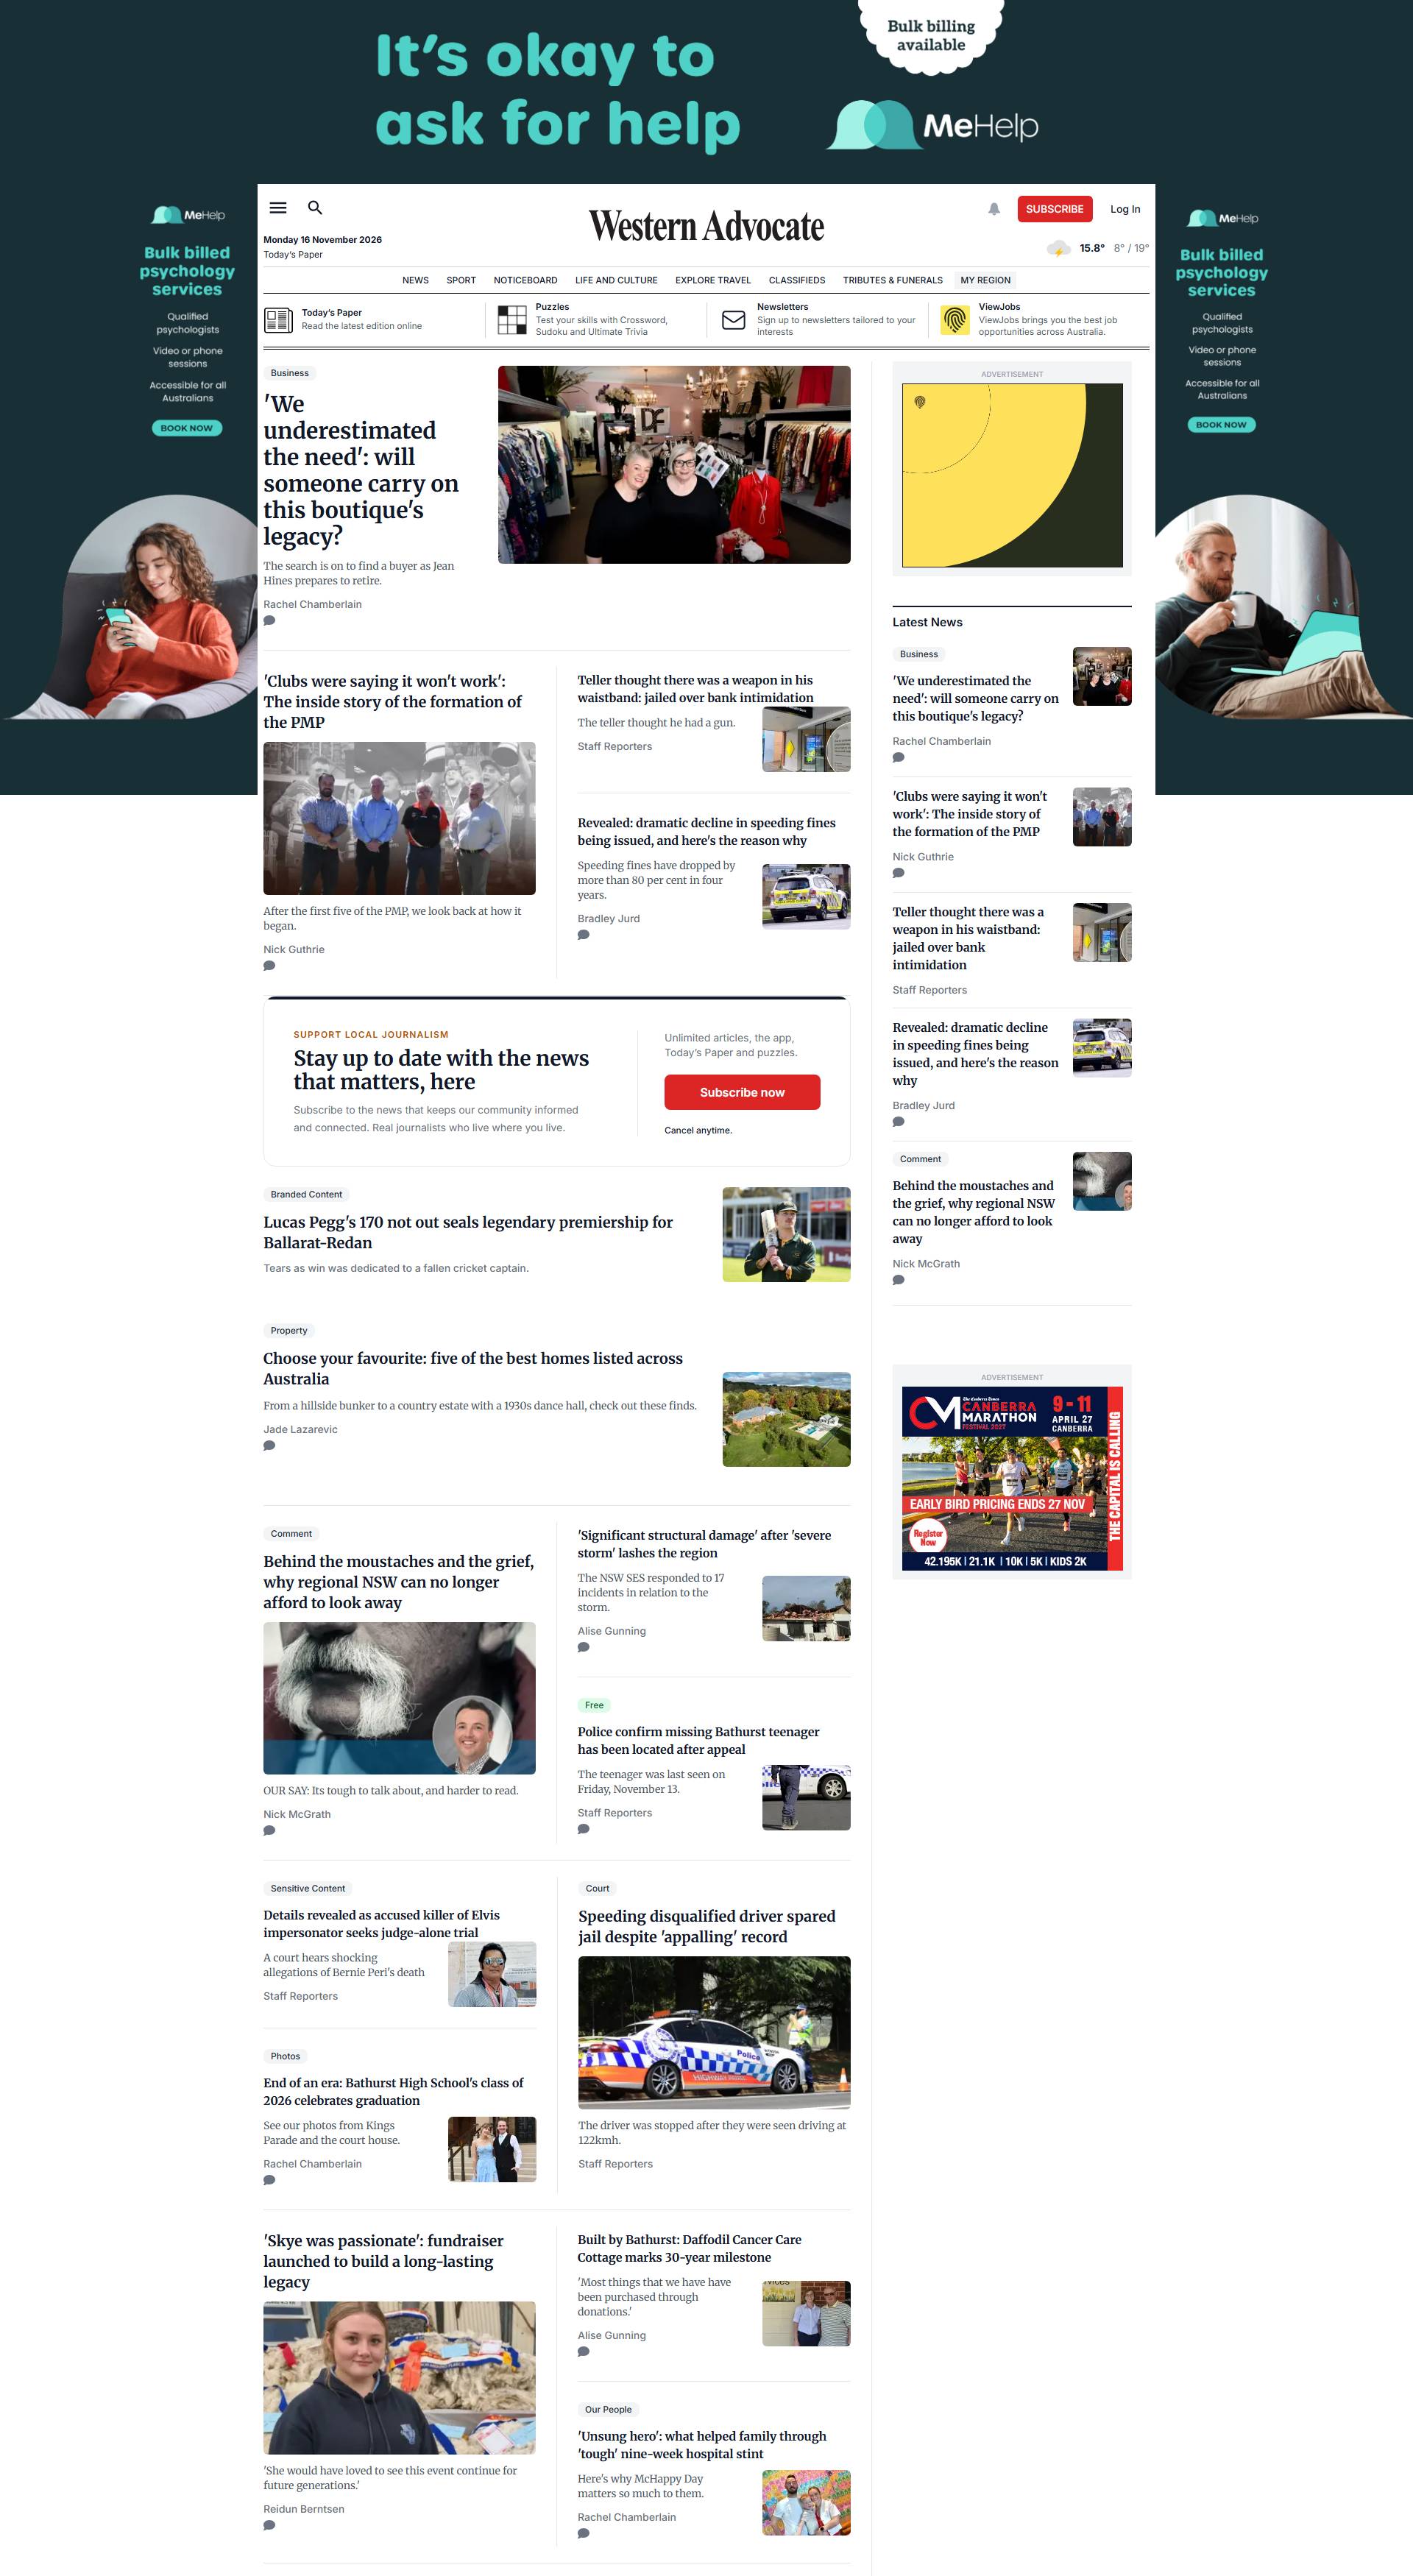 It's okay to
ask for help
Bulk billing
available
MeHelp
MeHelp
Bulk billed
psychology
services
Qualified
psychologists
Video or phone
sessions
Accessible for all
Australians
BOOK NOW
SUBSCRIBE
Log In
Western Advocate
Monday 16 November 2026
Today's Paper
15.8° 8° / 19°
NEWS SPORT NOTICEBOARD LIFE AND CULTURE EXPLORE TRAVEL CLASSIFIEDS TRIBUTES & FUNERALS MY REGION
Today's Paper
Read the latest edition online
Puzzles
Test your skills with Crossword,
Sudoku and Ultimate Trivia
Newsletters
Sign up to newsletters tailored to your
interests
ViewJobs
ViewJobs brings you the best job
opportunities across Australia.
MeHelp
Bulk billed
psychology
services
Qualified
psychologists
Video or phone
sessions
Accessible for all
Australians
BOOK NOW
Business
'We
underestimated
the need': will
someone carry on
this boutique's
legacy?
The search is on to find a buyer as Jean
Hines prepares to retire.
Rachel Chamberlain
DF
'Clubs were saying it won't work':
The inside story of the formation of
the PMP
After the first five of the PMP, we look back at how it
began.
Nick Guthrie
Teller thought there was a weapon in his
waistband: jailed over bank intimidation
The teller thought he had a gun.
Staff Reporters
Revealed: dramatic decline in speeding fines
being issued, and here's the reason why
Speeding fines have dropped by
more than 80 per cent in four
years.
Bradley Jurd
SUPPORT LOCAL JOURNALISM
Stay up to date with the news
that matters, here
Subscribe to the news that keeps our community informed
and connected. Real journalists who live where you live.
Unlimited articles, the app,
Today's Paper and puzzles.
Subscribe now
Cancel anytime.
Branded Content
Lucas Pegg's 170 not out seals legendary premiership for
Ballarat-Redan
Tears as win was dedicated to a fallen cricket captain.
Property
Choose your favourite: five of the best homes listed across
Australia
From a hillside bunker to a country estate with a 1930s dance hall, check out these finds.
Jade Lazarevic
Comment
Behind the moustaches and the grief,
why regional NSW can no longer
afford to look away
OUR SAY: Its tough to talk about, and harder to read.
Nick McGrath
'Significant structural damage' after 'severe
storm' lashes the region
The NSW SES responded to 17
incidents in relation to the
storm.
Alise Gunning
Free
Police confirm missing Bathurst teenager
has been located after appeal
The teenager was last seen on
Friday, November 13.
Staff Reporters
Sensitive Content
Details revealed as accused killer of Elvis
impersonator seeks judge-alone trial
A court hears shocking
allegations of Bernie Peri's death
Staff Reporters
Photos
End of an era: Bathurst High School's class of
2026 celebrates graduation
See our photos from Kings
Parade and the court house.
Rachel Chamberlain
Court
Speeding disqualified driver spared
jail despite 'appalling' record
Police
The driver was stopped after they were seen driving at
122kmh.
Staff Reporters
'Skye was passionate': fundraiser
launched to build a long-lasting
legacy
'She would have loved to see this event continue for
future generations.'
Reidun Berntsen
Built by Bathurst: Daffodil Cancer Care
Cottage marks 30-year milestone
'Most things that we have have
been purchased through
donations.'
Alise Gunning
Our People
'Unsung hero': what helped family through
'tough' nine-week hospital stint
Here's why McHappy Day
matters so much to them.
Rachel Chamberlain
ADVERTISEMENT
Latest News
Business
'We underestimated the
need': will someone carry on
this boutique's legacy?
Rachel Chamberlain
'Clubs were saying it won't
work': The inside story of
the formation of the PMP
Nick Guthrie
Teller thought there was a
weapon in his waistband:
jailed over bank
intimidation
Staff Reporters
Revealed: dramatic decline
in speeding fines being
issued, and here's the reason
why
Bradley Jurd
Comment
Behind the moustaches and
the grief, why regional NSW
can no longer afford to look
away
Nick McGrath
ADVERTISEMENT
The Canberra Times
CANBERRA
MARATHON
FESTIVAL 2027
9 - 11
APRIL 27
CANBERRA
THE CAPITAL IS CALLING
EARLY BIRD PRICING ENDS 27 NOV
Register
Now
42.195K | 21.1K | 10K | 5K | KIDS 2K